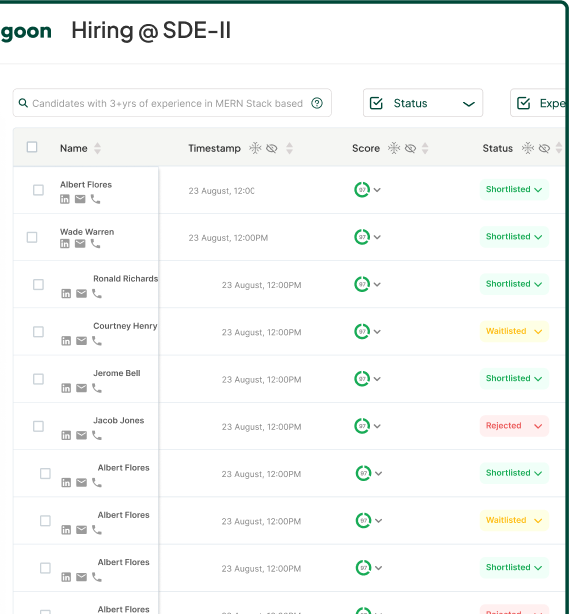 goon Hiring @ SDE-II
Candidates with 3+yrs of experience in MERN Stack based
Status
Expe
Name Timestamp Score Status
Albert Flores 23 August, 12:0 97 Shortlisted
Wade Warren 23 August, 12:00PM 97 Shortlisted
Ronald Richards 23 August, 12:00PM 97 Shortlisted
Courtney Henry 23 August, 12:00PM 97 Waitlisted
Jerome Bell 23 August, 12:00PM 97 Shortlisted
Jacob Jones 23 August, 12:00PM 97 Rejected
Albert Flores 23 August, 12:00PM 97 Shortlisted
Albert Flores 23 August, 12:00PM 97 Waitlisted
Albert Flores 23 August, 12:00PM 97 Shortlisted
Albert Flores